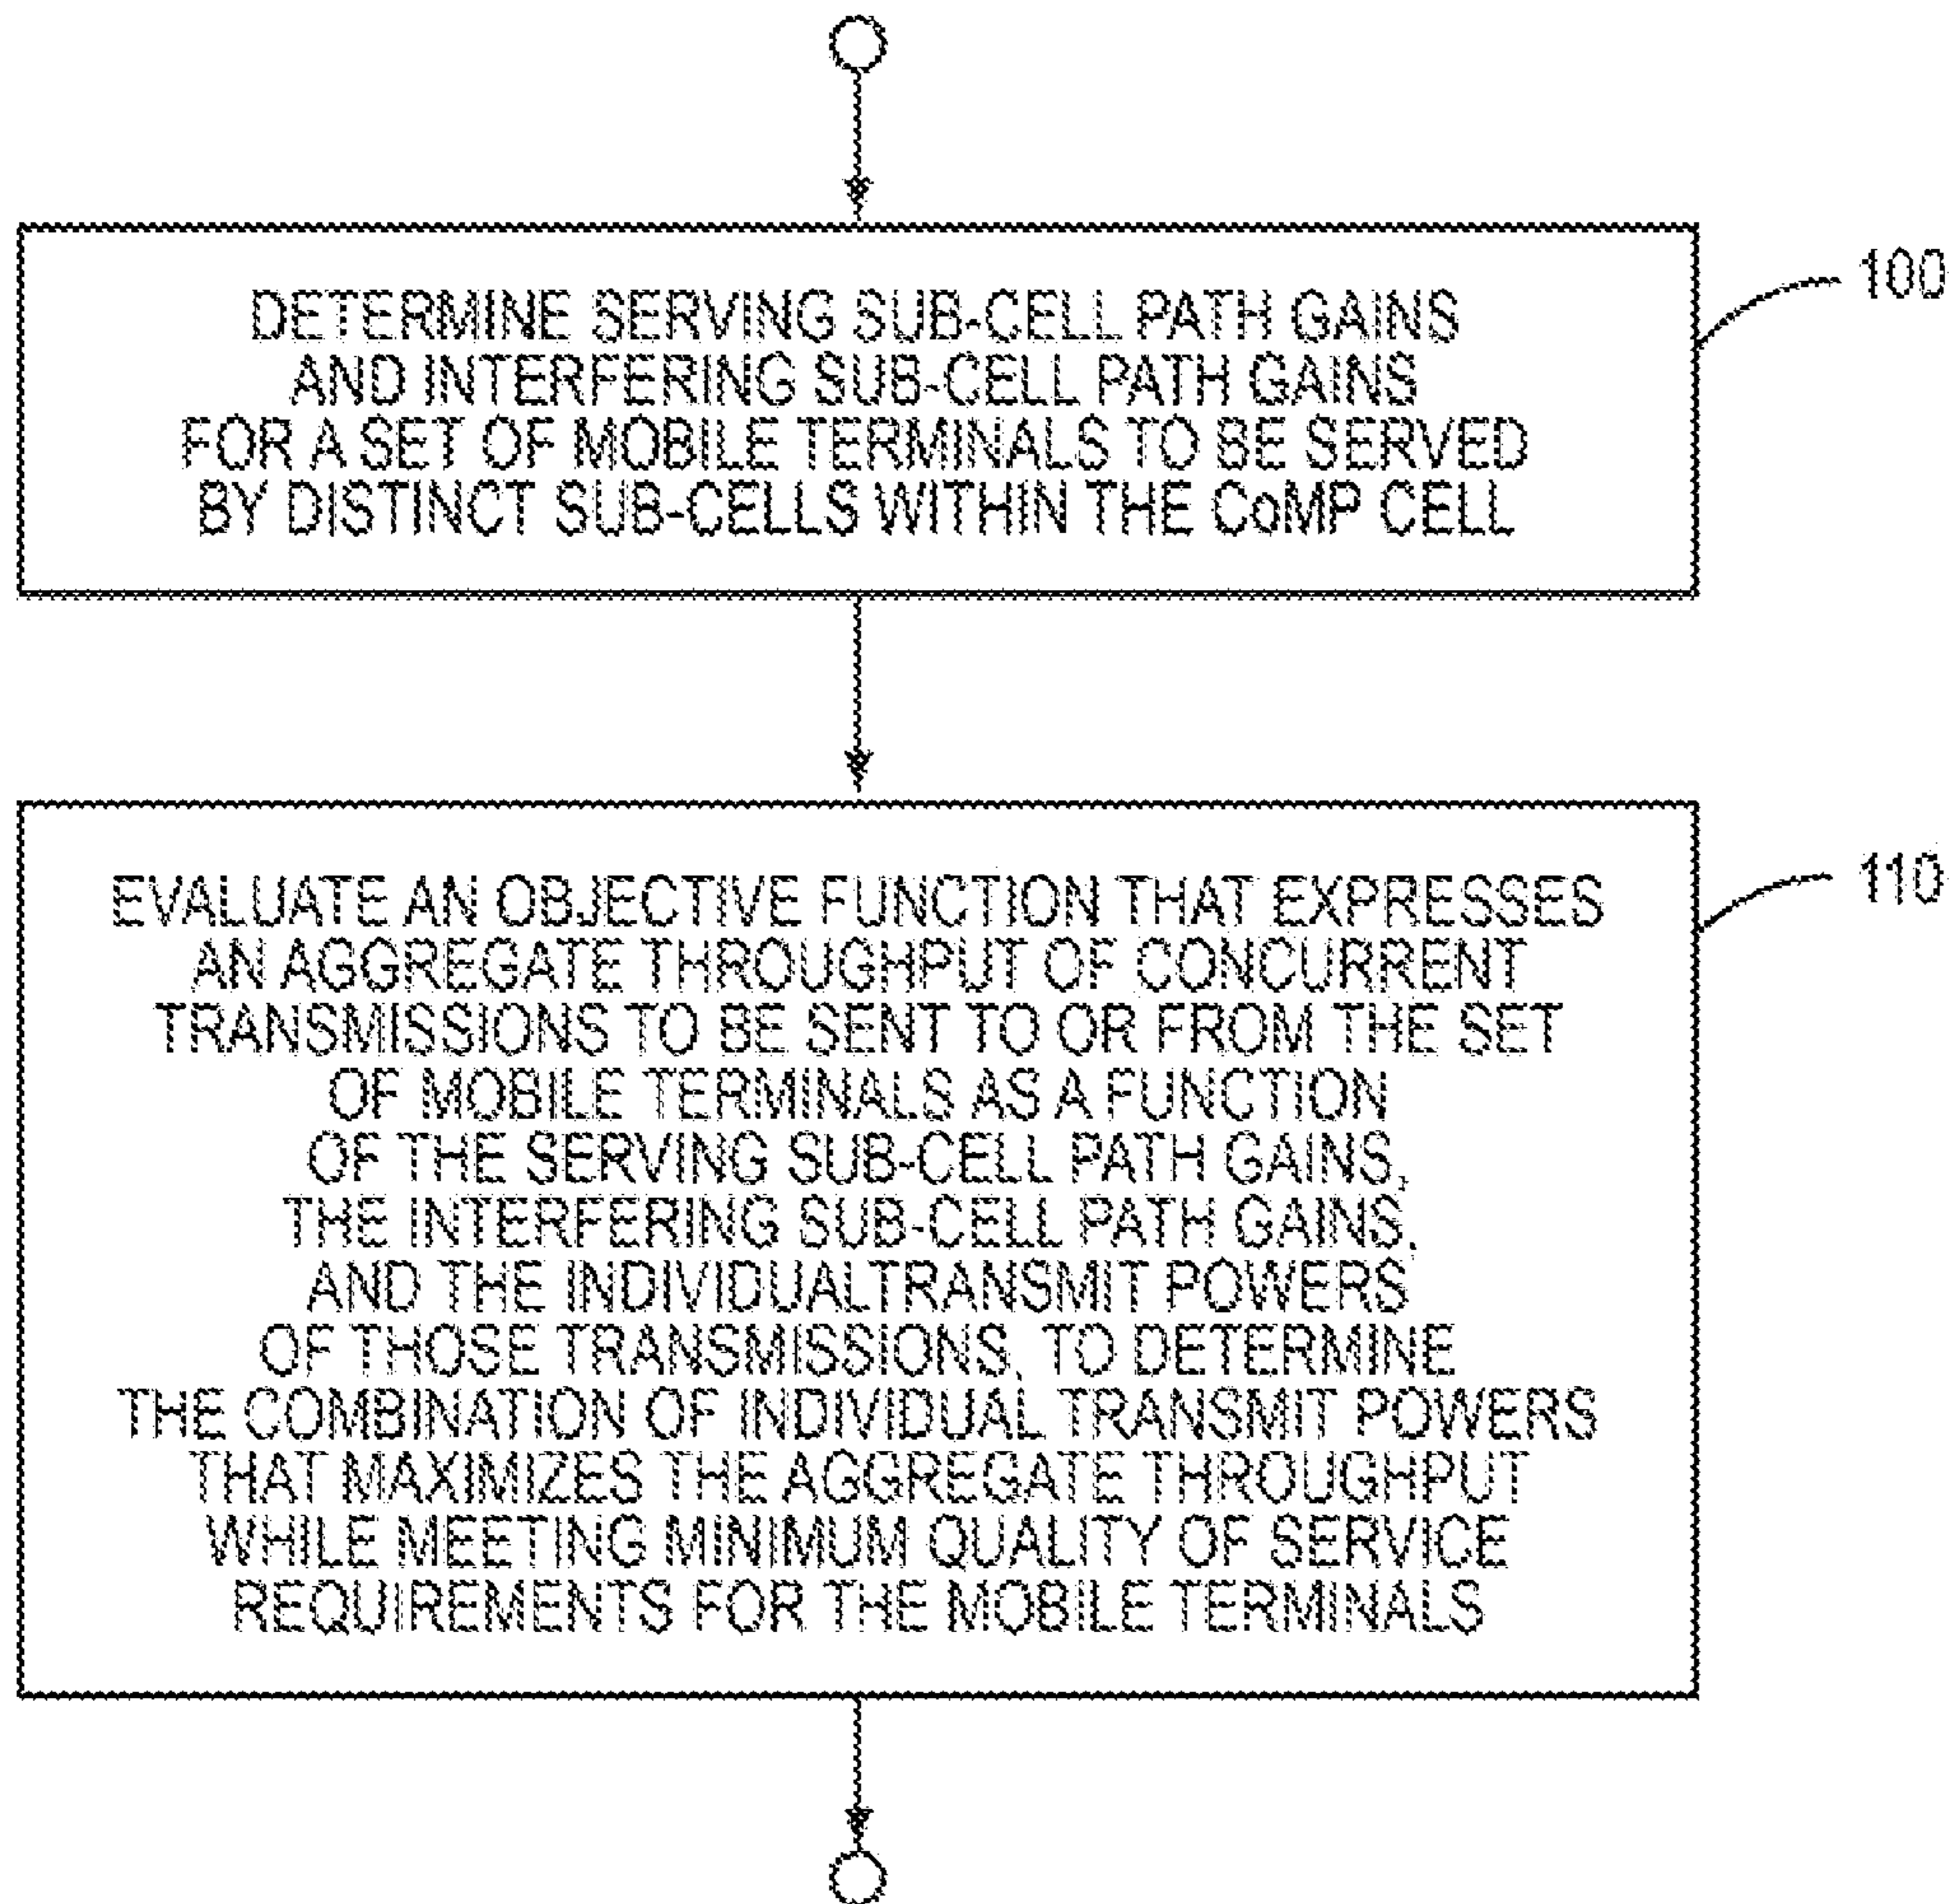 DETERMINE SERVING SUB-CELL PATH GAINS
AND INTERFERING SUB-CELL PATH GAINS
FOR A SET OF MOBILE TERMINALS TO BE SERVED
BY DISTINCT SUB-CELLS WITHIN THE CoMP CELL
100
EVALUATE AN OBJECTIVE FUNCTION THAT EXPRESSES
AN AGGREGATE THROUGHPUT OF CONCURRENT
TRANSMISSIONS TO BE SENT TO OR FROM THE SET
OF MOBILE TERMINALS AS A FUNCTION
OF THE SERVING SUB-CELL PATH GAINS,
THE INTERFERING SUB-CELL PATH GAINS,
AND THE INDIVIDUALTRANSMIT POWERS
OF THOSE TRANSMISSIONS, TO DETERMINE
THE COMBINATION OF INDIVIDUAL TRANSMIT POWERS
THAT MAXIMIZES THE AGGREGATE THROUGHPUT
WHILE MEETING MINIMUM QUALITY OF SERVICE
REQUIREMENTS FOR THE MOBILE TERMINALS
110